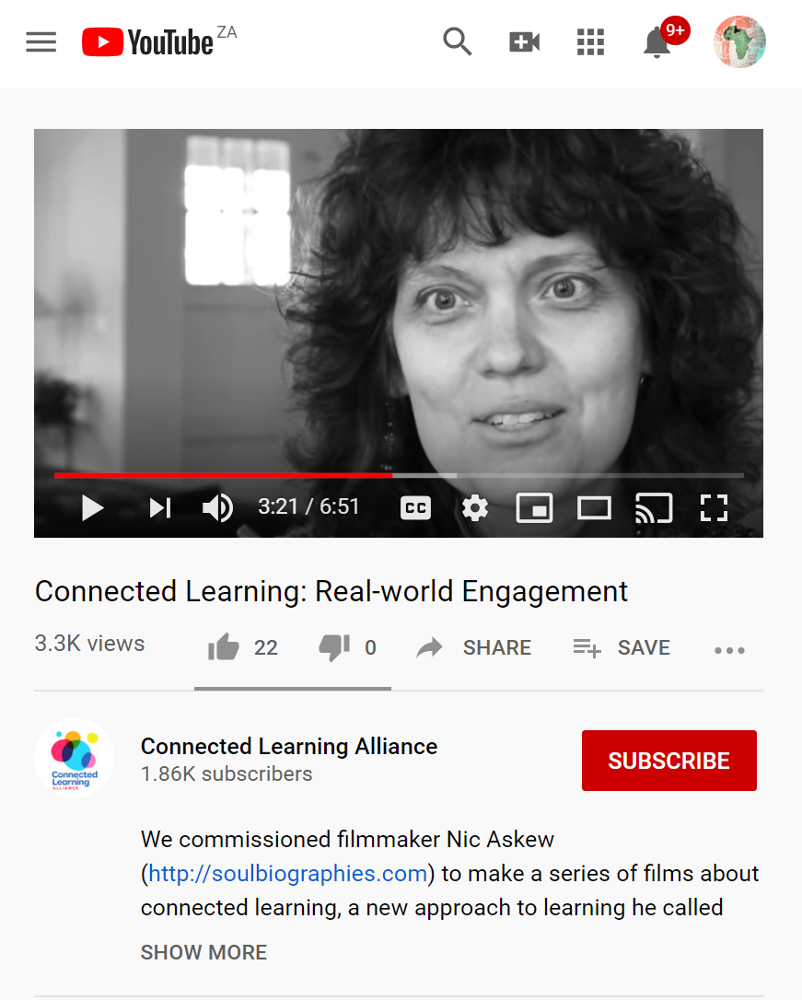 YouTube ZA
9+
3:21 / 6:51
CC
Connected Learning: Real-world Engagement
3.3K views
22
0
SHARE
SAVE
Connected Learning ALLIANCE
Connected Learning Alliance
1.86K subscribers
SUBSCRIBE
We commissioned filmmaker Nic Askew
(http://soulbiographies.com) to make a series of films about
connected learning, a new approach to learning he called
SHOW MORE